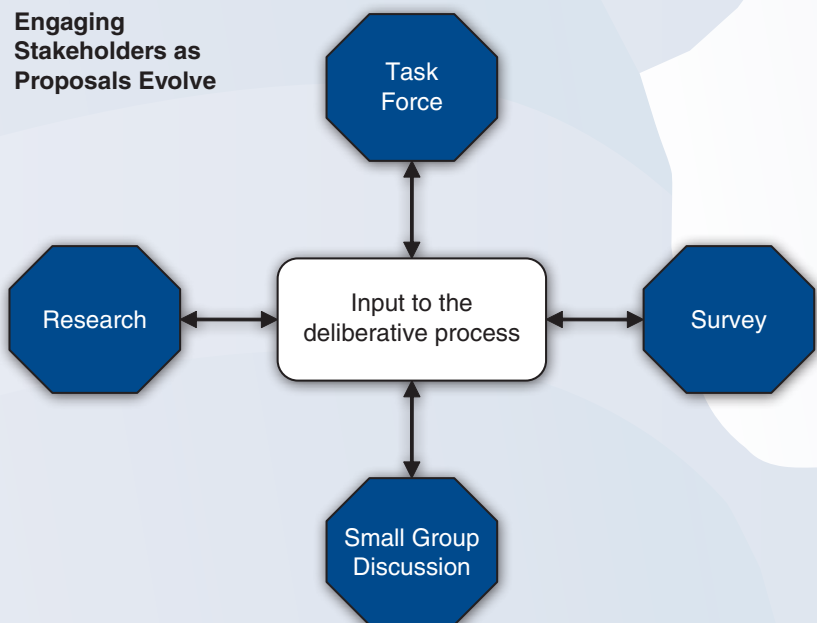 Engaging
Stakeholders as
Proposals Evolve
Task
Force
Research
Input to the
deliberative process
Survey
Small Group
Discussion